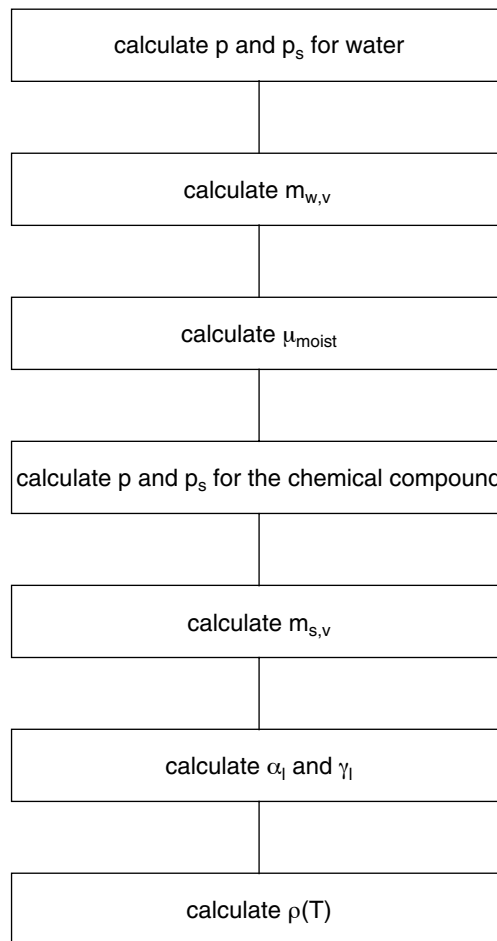 calculate p and pₛ for water
calculate m_w,v
calculate μ_moist
calculate p and pₛ for the chemical compound
calculate m_s,v
calculate α_l and γ_l
calculate ρ(T)